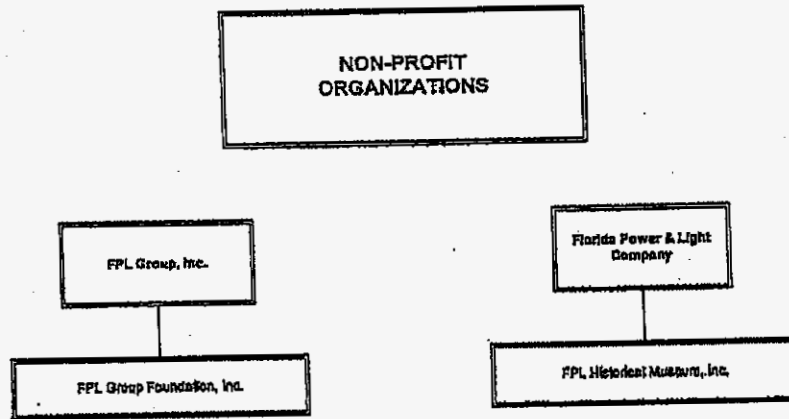 NON-PROFIT
ORGANIZATIONS
FPL Group, Inc.
Florida Power & Light
Company
FPL Group Foundation, Inc.
FPL Historical Museum, Inc.